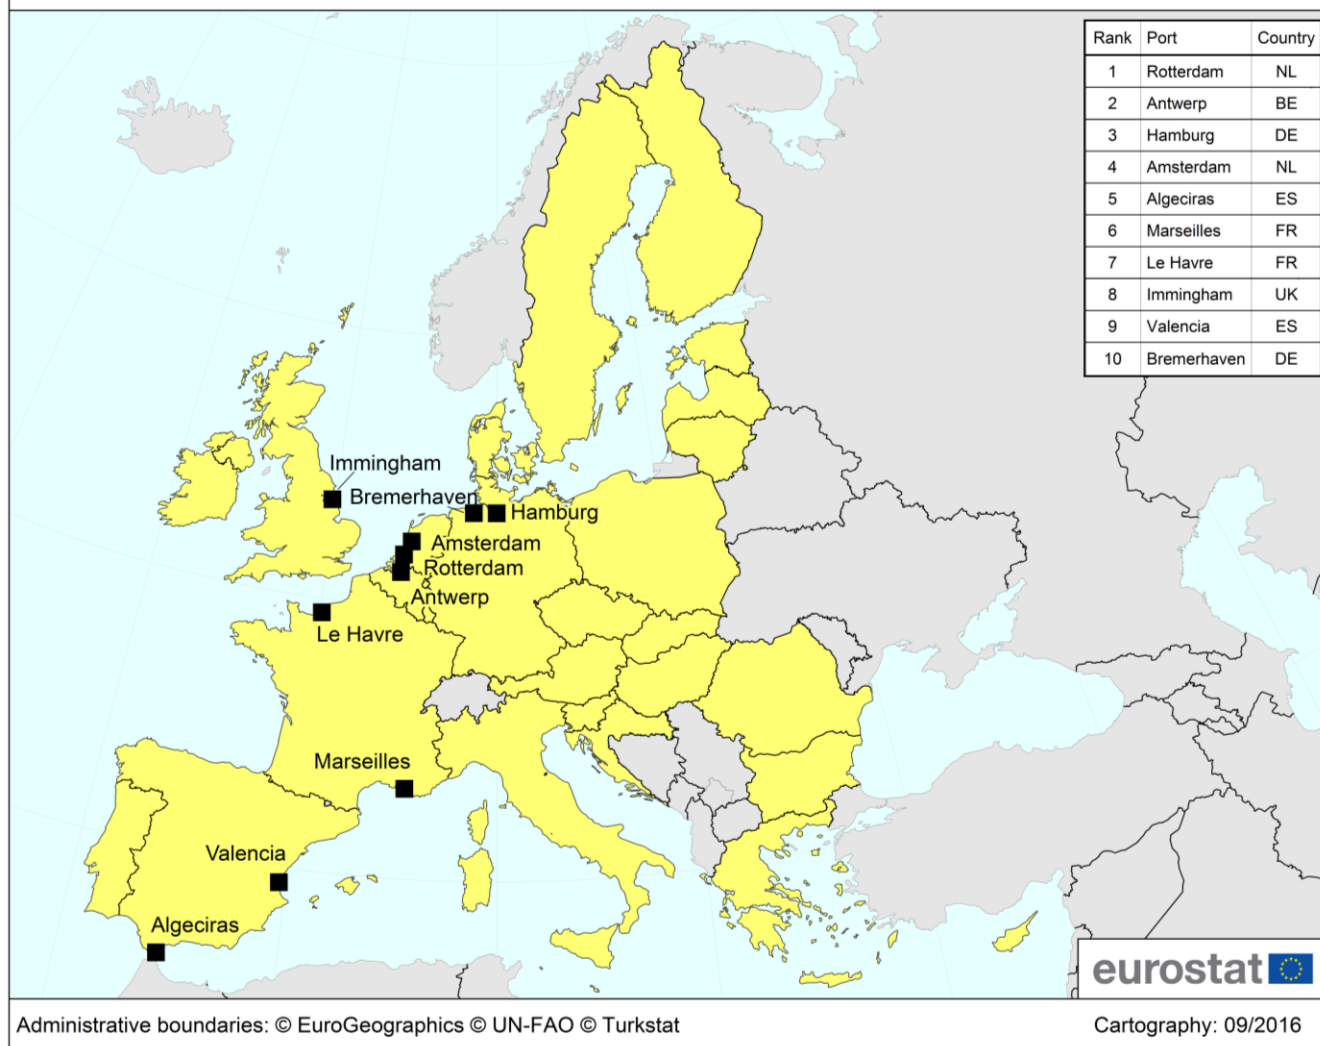 Rank Port Country
1 Rotterdam NL
2 Antwerp BE
3 Hamburg DE
4 Amsterdam NL
5 Algeciras ES
6 Marseilles FR
7 Le Havre FR
8 Immingham UK
9 Valencia ES
10 Bremerhaven DE
Immingham
Bremerhaven
Hamburg
Amsterdam
Rotterdam
Antwerp
Le Havre
Marseilles
Valencia
Algeciras
eurostat
Administrative boundaries: © EuroGeographics © UN-FAO © Turkstat
Cartography: 09/2016